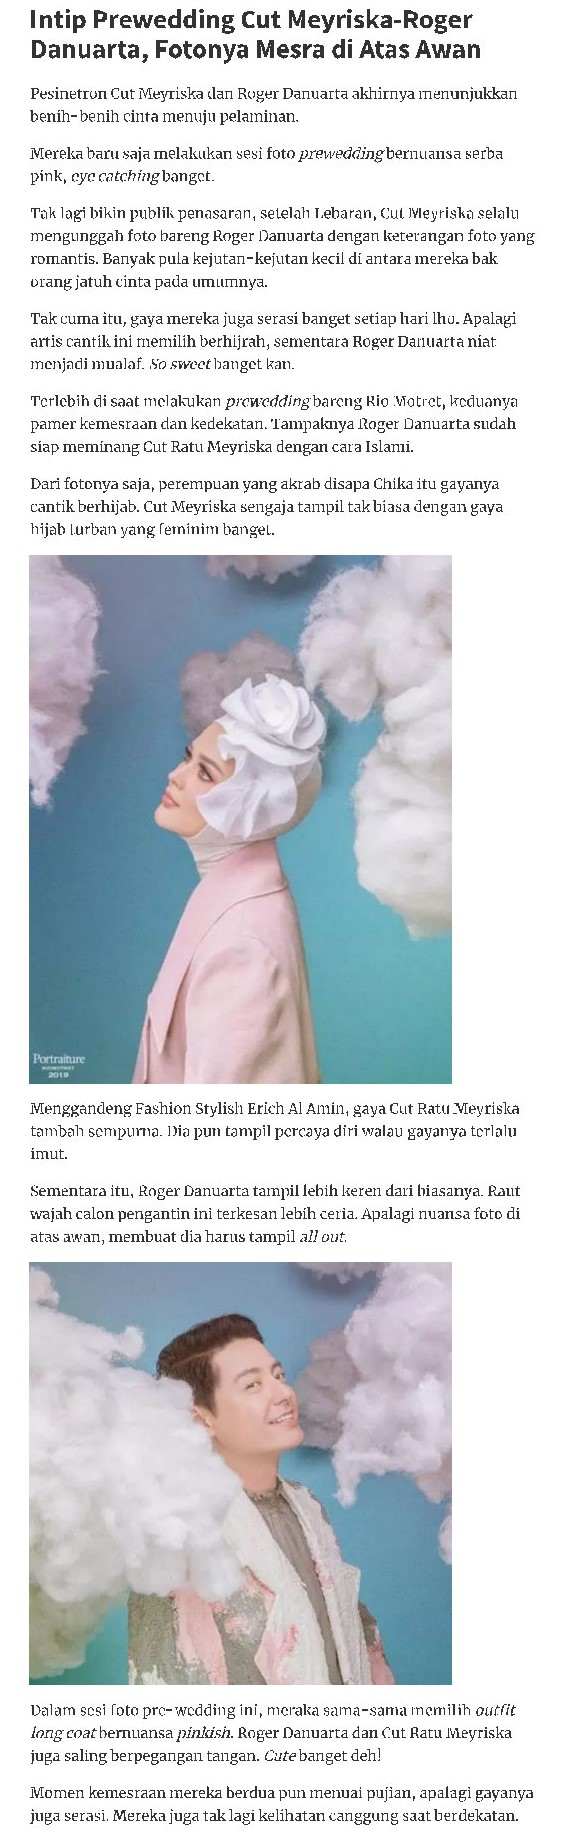 Intip Prewedding Cut Meyriska-Roger
Danuarta, Fotonya Mesra di Atas Awan
Pesinetron Cut Meyriska dan Roger Danuarta akhirnya menunjukkan
benih-benih cinta menuju pelaminan.
Mereka baru saja melakukan sesi foto prewedding bernuansa serba
pink, eye catching banget.
Tak lagi bikin publik penasaran, setelah Lebaran, Cut Meyriska selalu
mengunggah foto bareng Roger Danuarta dengan keterangan foto yang
romantis. Banyak pula kejutan-kejutan kecil di antara mereka bak
orang jatuh cinta pada umumnya.
Tak cuma itu, gaya mereka juga serasi banget setiap hari lho. Apalagi
artis cantik ini memilih berhijrah, sementara Roger Danuarta niat
menjadi mualaf. So sweet banget kan.
Terlebih di saat melakukan prewedding bareng Rio Motret, keduanya
pamer kemesraan dan kedekatan. Tampaknya Roger Danuarta sudah
siap meminang Cut Ratu Meyriska dengan cara Islami.
Dari fotonya saja, perempuan yang akrab disapa Chika itu gayanya
cantik berhijab. Cut Meyriska sengaja tampil tak biasa dengan gaya
hijab turban yang feminim banget.
Portraiture
RIOMOTRET
2019
Menggandeng Fashion Stylish Erich Al Amin, gaya Cut Ratu Meyriska
tambah sempurna. Dia pun tampil percaya diri walau gayanya terlalu
imut.
Sementara itu, Roger Danuarta tampil lebih keren dari biasanya. Raut
wajah calon pengantin ini terkesan lebih ceria. Apalagi nuansa foto di
atas awan, membuat dia harus tampil all out.
Dalam sesi foto pre-wedding ini, meraka sama-sama memilih outfit
long coat bernuansa pinkish. Roger Danuarta dan Cut Ratu Meyriska
juga saling berpegangan tangan. Cute banget deh!
Momen kemesraan mereka berdua pun menuai pujian, apalagi gayanya
juga serasi. Mereka juga tak lagi kelihatan canggung saat berdekatan.